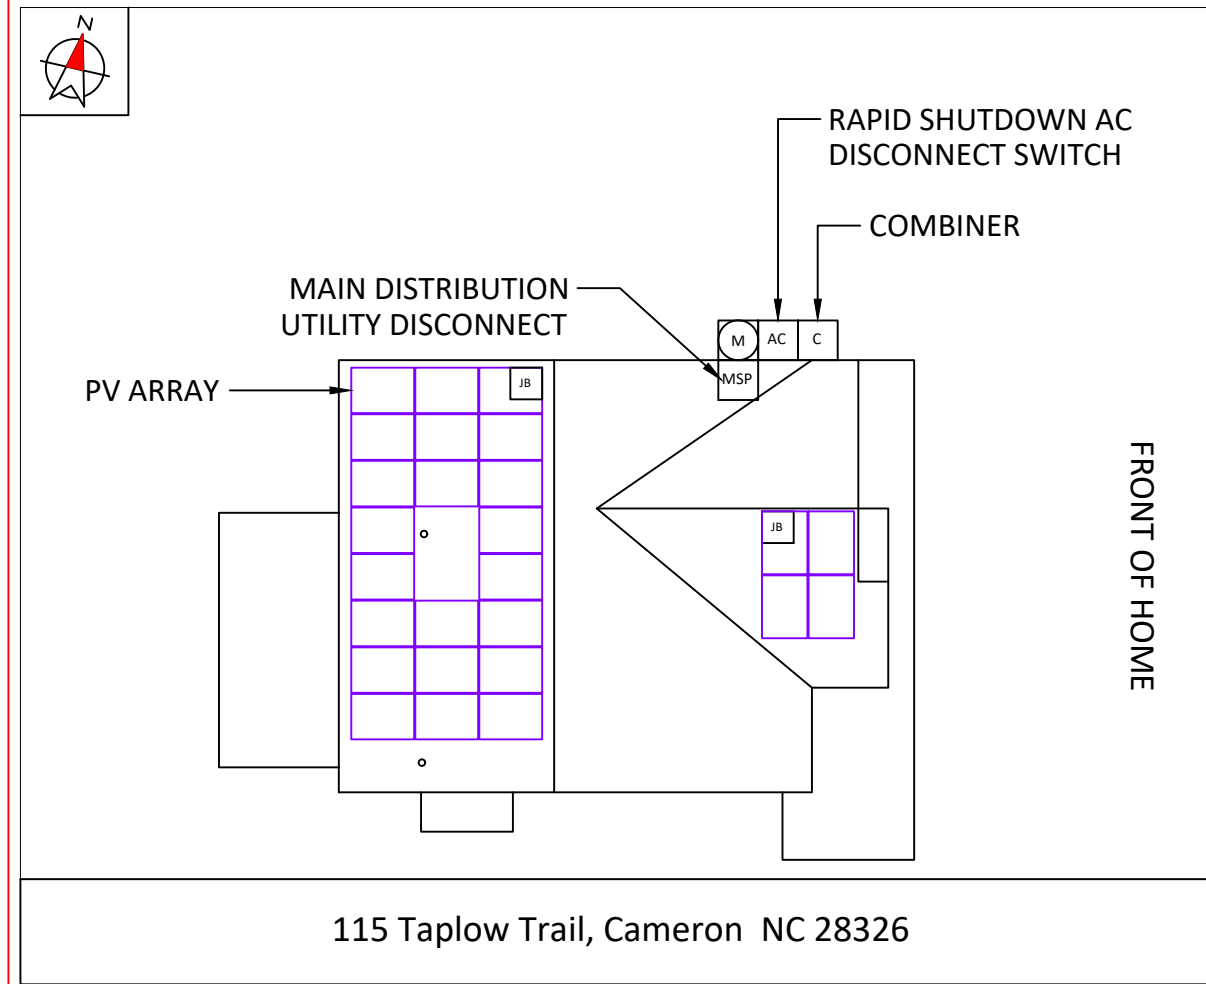 N
RAPID SHUTDOWN AC
DISCONNECT SWITCH
COMBINER
MAIN DISTRIBUTION
UTILITY DISCONNECT
M
AC
C
MSP
PV ARRAY
JB
JB
FRONT OF HOME
115 Taplow Trail, Cameron  NC 28326